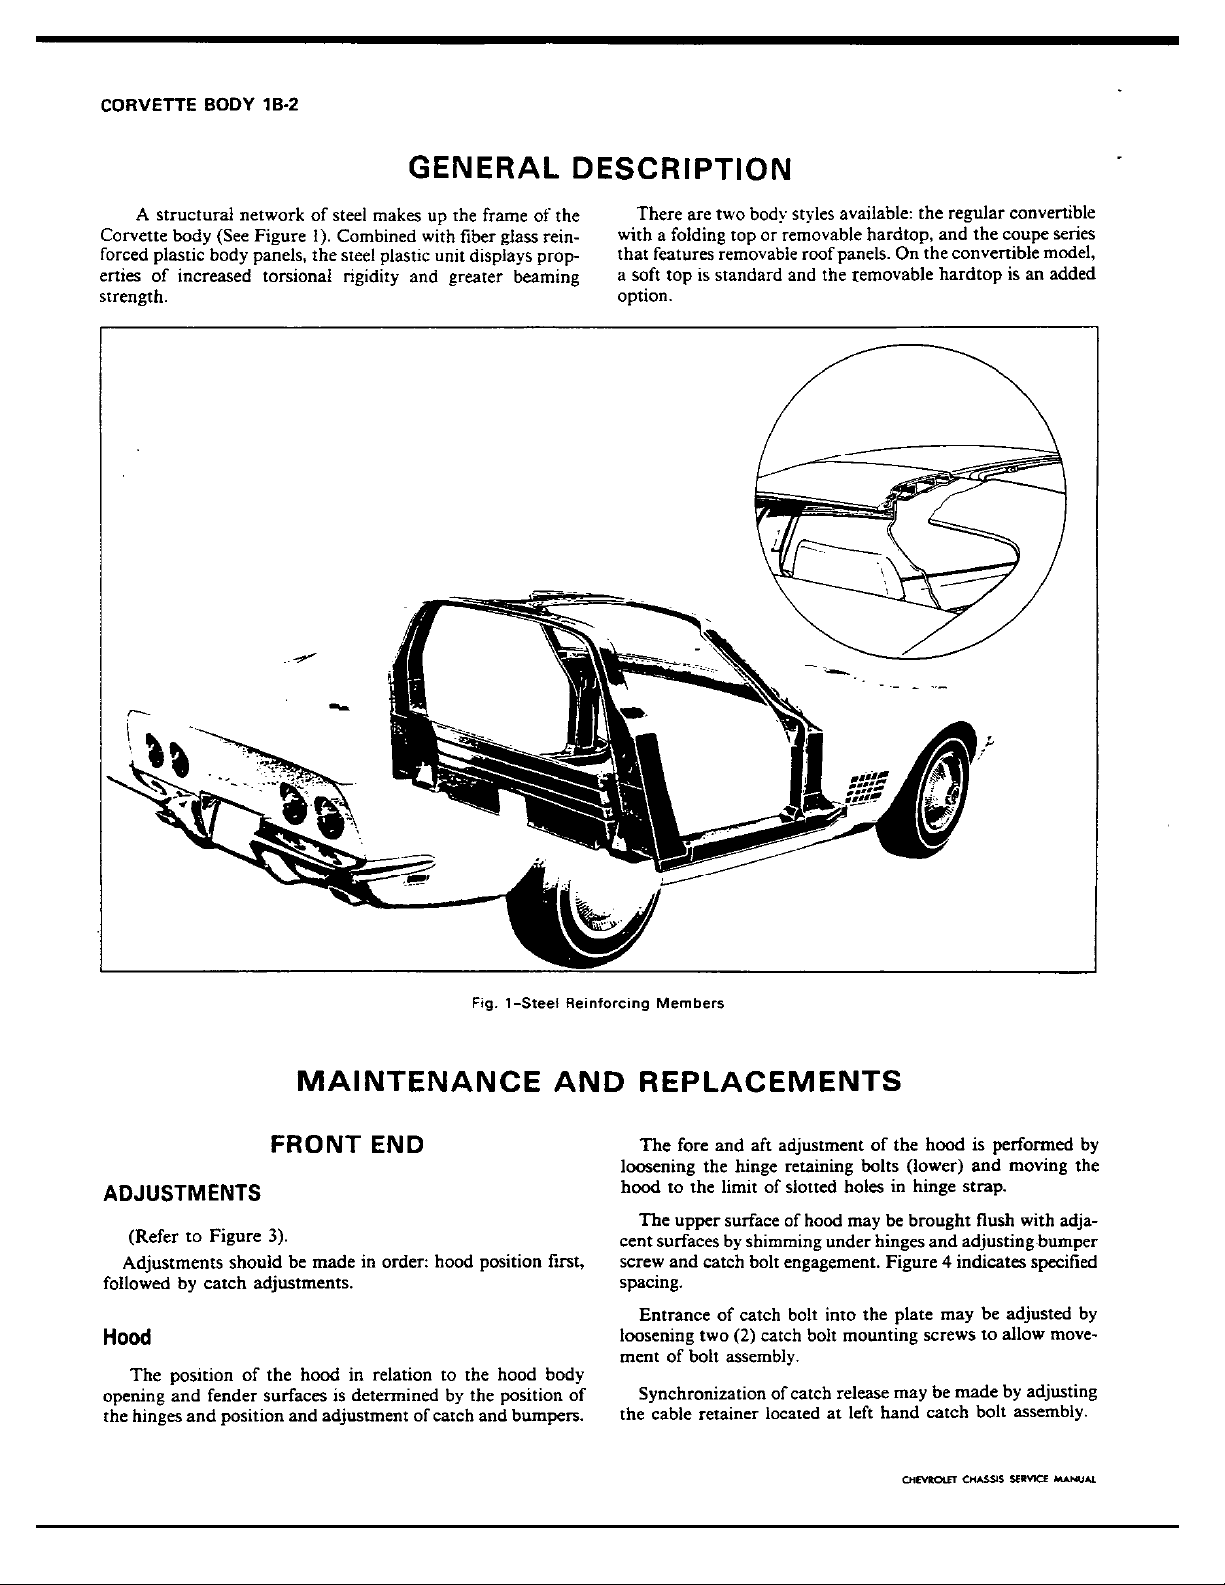 CORVETTE BODY 1B-2
GENERAL DESCRIPTION
A structural network of steel makes up the frame of the
Corvette body (See Figure 1). Combined with fiber glass rein-
forced plastic body panels, the steel plastic unit displays prop-
erties of increased torsional rigidity and greater beaming
strength.
There are two body styles available: the regular convertible
with a folding top or removable hardtop, and the coupe series
that features removable roof panels. On the convertible model,
a soft top is standard and the removable hardtop is an added
option.
Fig. 1-Steel Reinforcing Members
MAINTENANCE AND REPLACEMENTS
FRONT END
ADJUSTMENTS
(Refer to Figure 3).
Adjustments should be made in order: hood position first,
followed by catch adjustments.
Hood
The position of the hood in relation to the hood body
opening and fender surfaces is determined by the position of
the hinges and position and adjustment of catch and bumpers.
The fore and aft adjustment of the hood is performed by
loosening the hinge retaining bolts (lower) and moving the
hood to the limit of slotted holes in hinge strap.
The upper surface of hood may be brought flush with adja-
cent surfaces by shimming under hinges and adjusting bumper
screw and catch bolt engagement. Figure 4 indicates specified
spacing.
Entrance of catch bolt into the plate may be adjusted by
loosening two (2) catch bolt mounting screws to allow move-
ment of bolt assembly.
Synchronization of catch release may be made by adjusting
the cable retainer located at left hand catch bolt assembly.
CHEVROLET CHASSIS SERVICE MANUAL